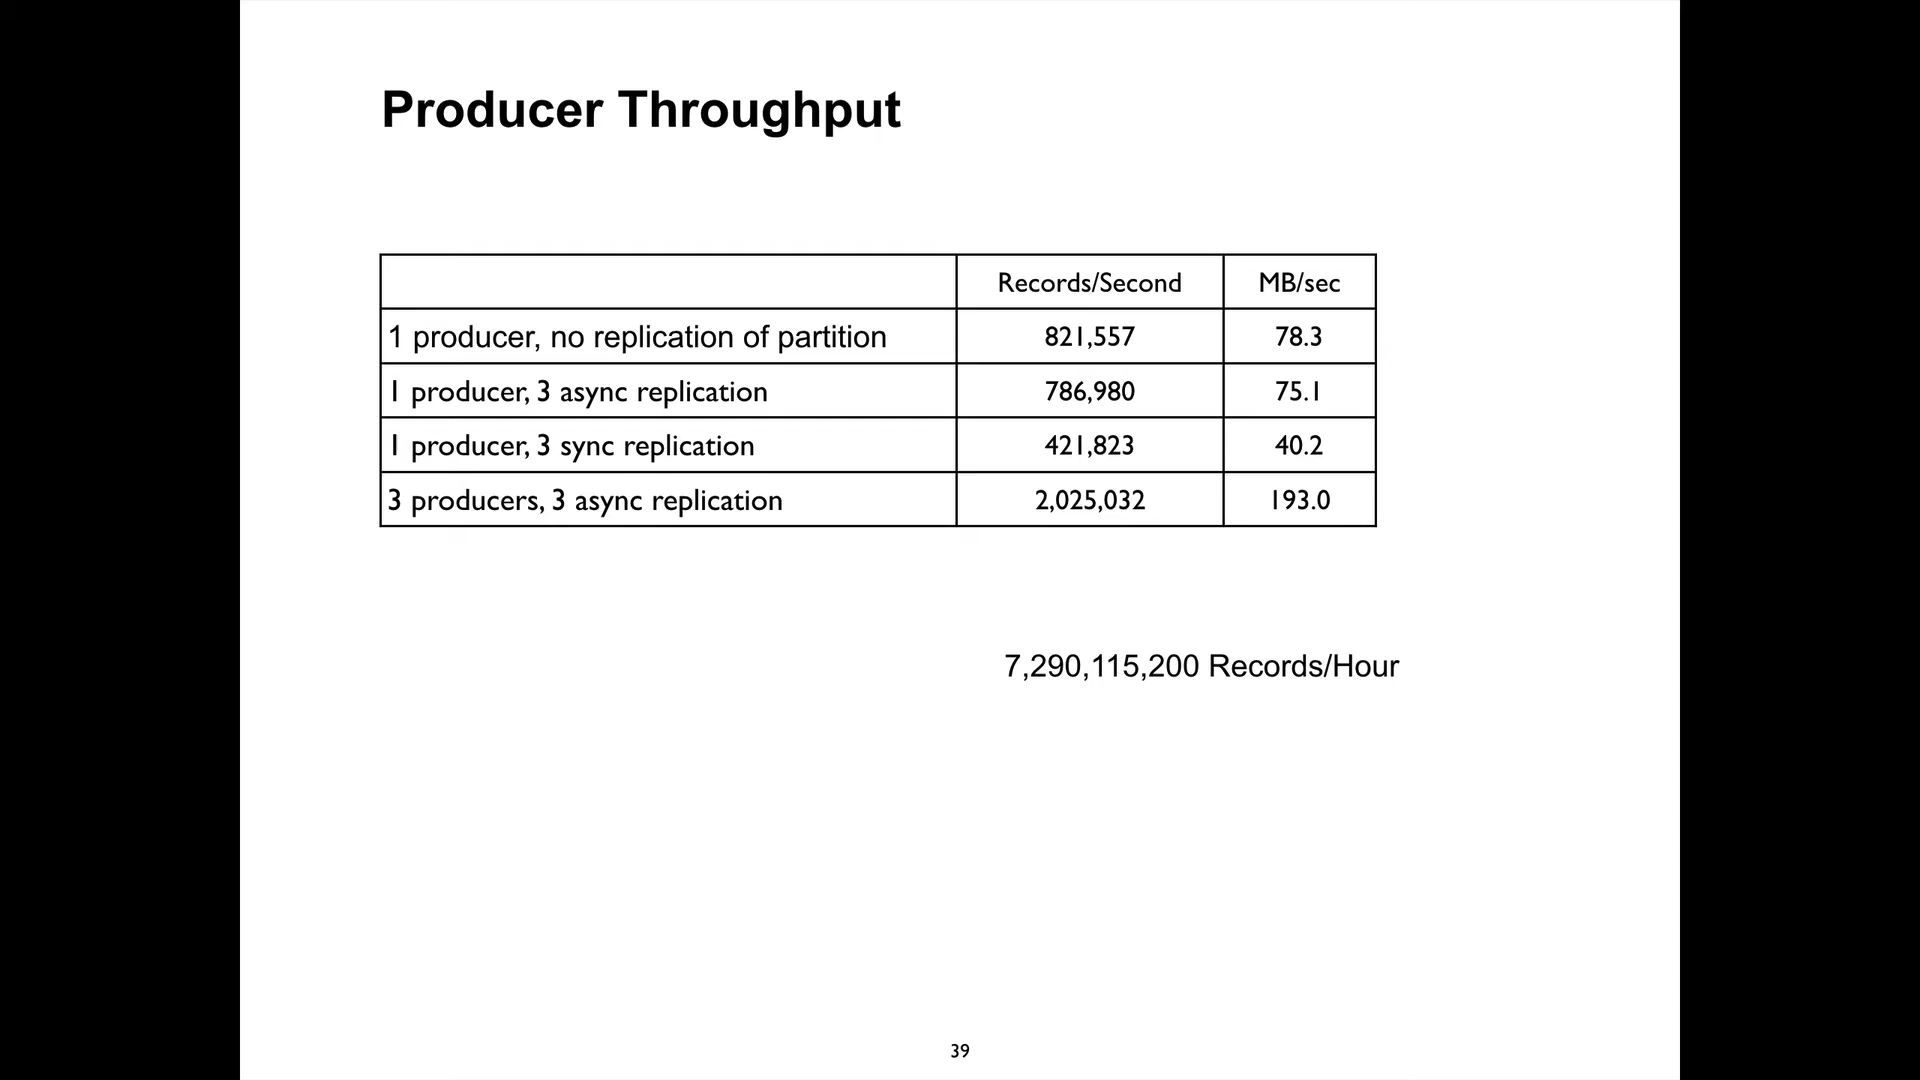 Producer Throughput
Records/Second MB/sec
1 producer, no replication of partition 821,557 78.3
1 producer, 3 async replication 786,980 75.1
1 producer, 3 sync replication 421,823 40.2
3 producers, 3 async replication 2,025,032 193.0
7,290,115,200 Records/Hour
39